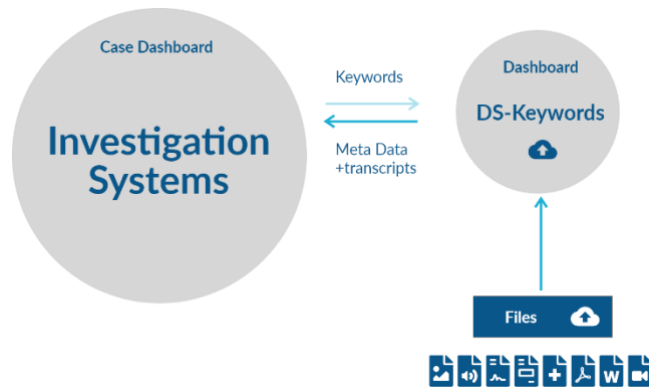 Case Dashboard
Investigation
Systems
Keywords
Meta Data
+transcripts
Dashboard
DS-Keywords
Files
W